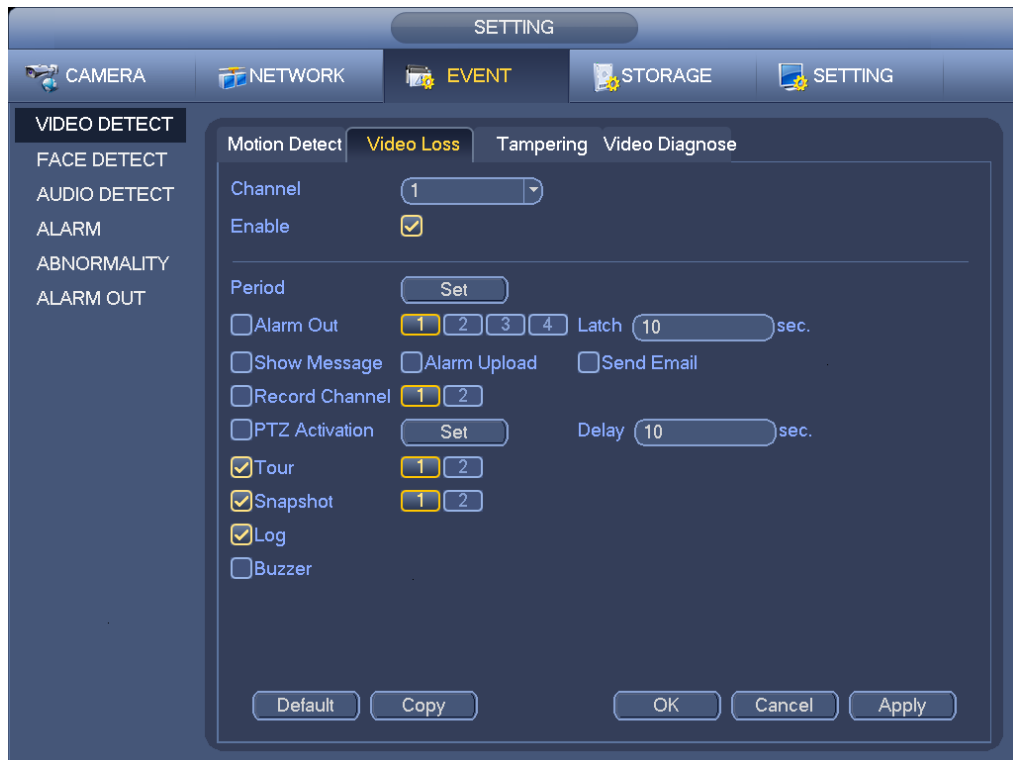 SETTING
CAMERA NETWORK EVENT STORAGE SETTING
VIDEO DETECT
FACE DETECT
AUDIO DETECT
ALARM
ABNORMALITY
ALARM OUT
Motion Detect Video Loss Tampering Video Diagnose
Channel 1
Enable
Period Set
Alarm Out 1 2 3 4 Latch 10 sec.
Show Message Alarm Upload Send Email
Record Channel 1 2
PTZ Activation Set Delay 10 sec.
Tour 1 2
Snapshot 1 2
Log
Buzzer
Default Copy OK Cancel Apply